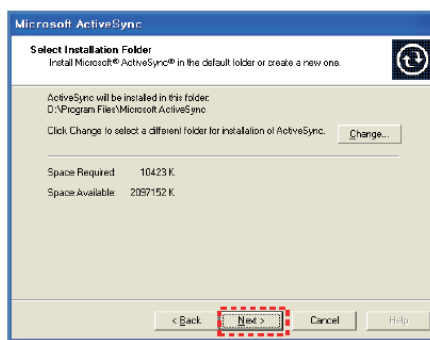 Microsoft ActiveSync
Select Installation Folder
Install Microsoft® ActiveSync® in the default folder or create a new one.
ActiveSync will be installed in this folder:
D:\Program Files\Microsoft ActiveSync
Click Change to select a different folder for installation of ActiveSync.
Change...
Space Required: 10423 K
Space Available: 2097152 K
< Back Next > Cancel Help